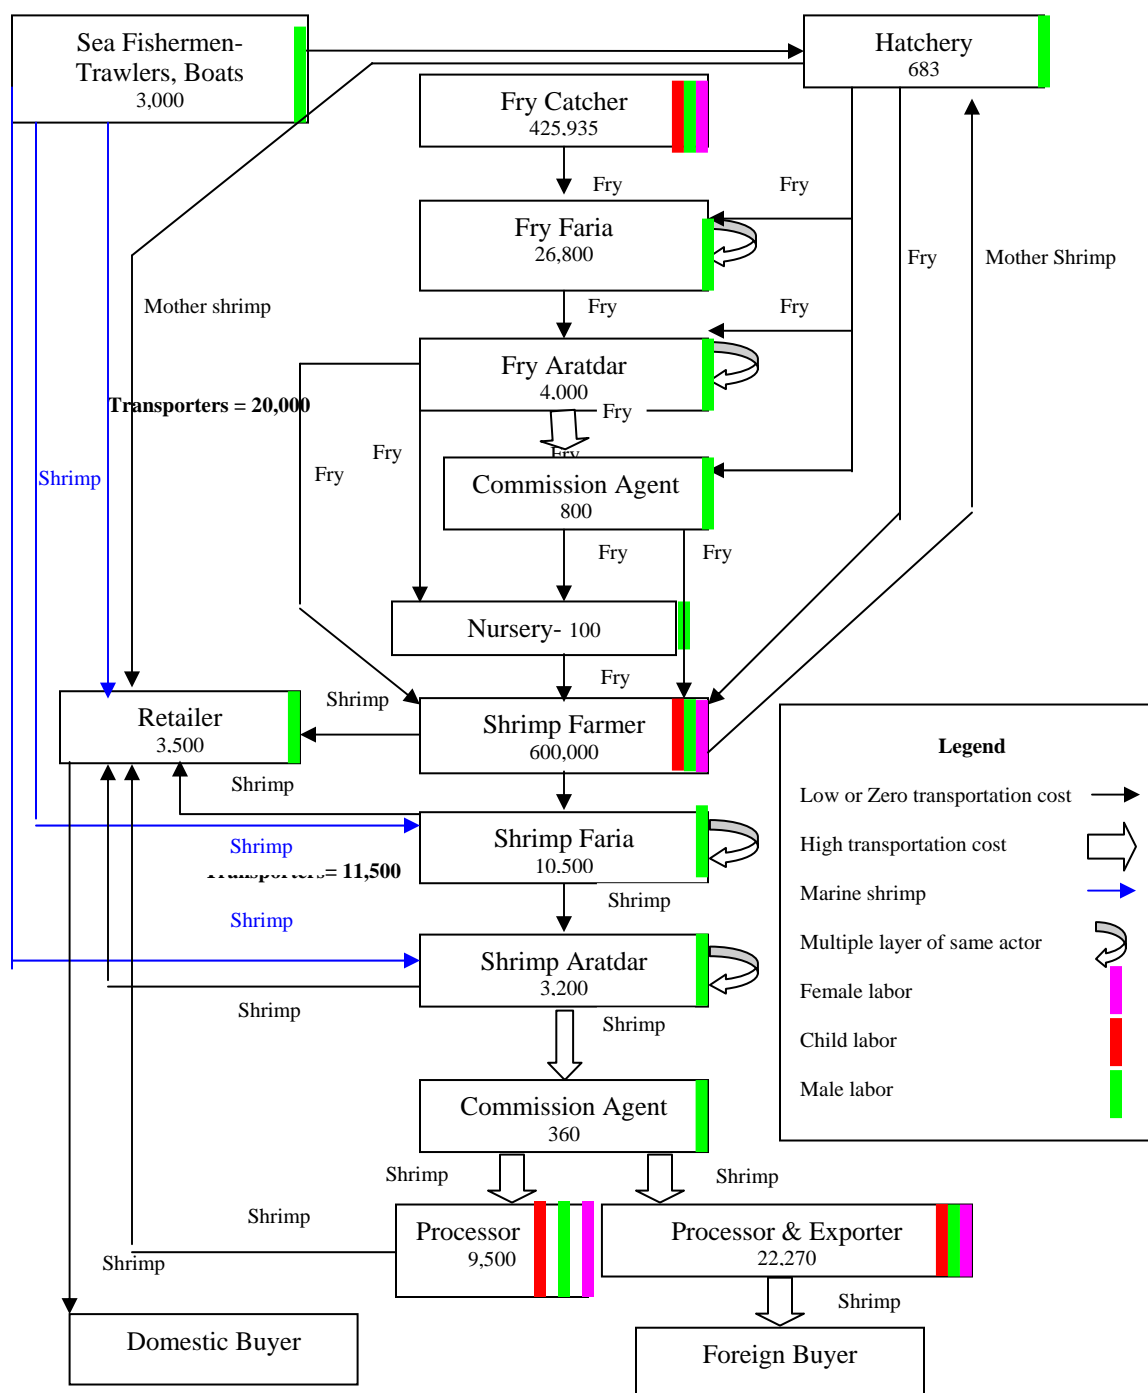 Sea Fishermen-
Trawlers, Boats
3,000
Hatchery
683
Fry Catcher
425,935
Fry
Fry
Fry Faria
26,800
Fry
Mother Shrimp
Mother shrimp
Fry
Fry
Fry Aratdar
4,000
Transporters = 20,000
Fry
Fry
Fry
Fry
Shrimp
Commission Agent
800
Fry
Fry
Nursery- 100
Fry
Shrimp
Retailer
3,500
Shrimp Farmer
600,000
Shrimp
Shrimp
Shrimp Faria
10,500
Transporters= 11,500
Shrimp
Shrimp
Shrimp Aratdar
3,200
Shrimp
Shrimp
Commission Agent
360
Shrimp
Shrimp
Shrimp
Processor
9,500
Processor & Exporter
22,270
Shrimp
Shrimp
Domestic Buyer
Foreign Buyer
Legend
Low or Zero transportation cost
High transportation cost
Marine shrimp
Multiple layer of same actor
Female labor
Child labor
Male labor